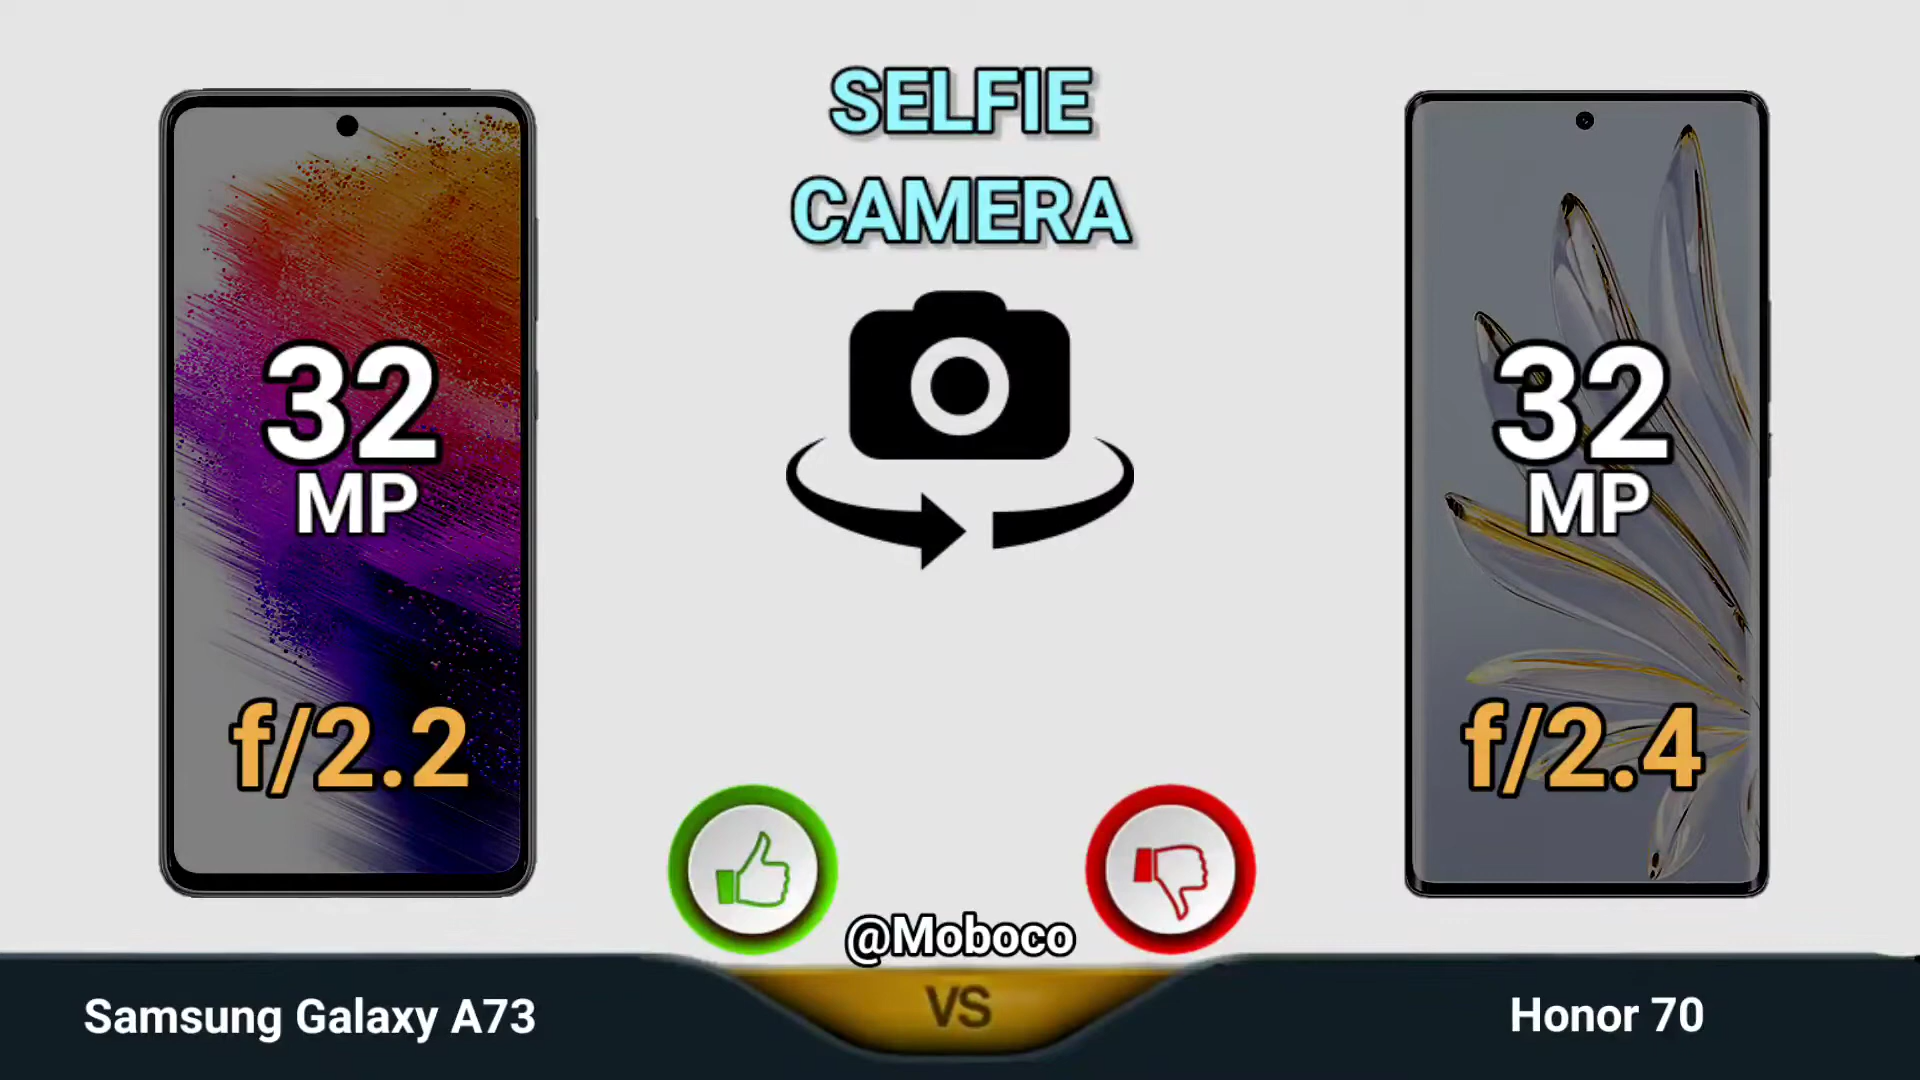 SELFIE
CAMERA
32
MP
f/2.2
32
MP
f/2.4
@Moboco
Samsung Galaxy A73
VS
Honor 70